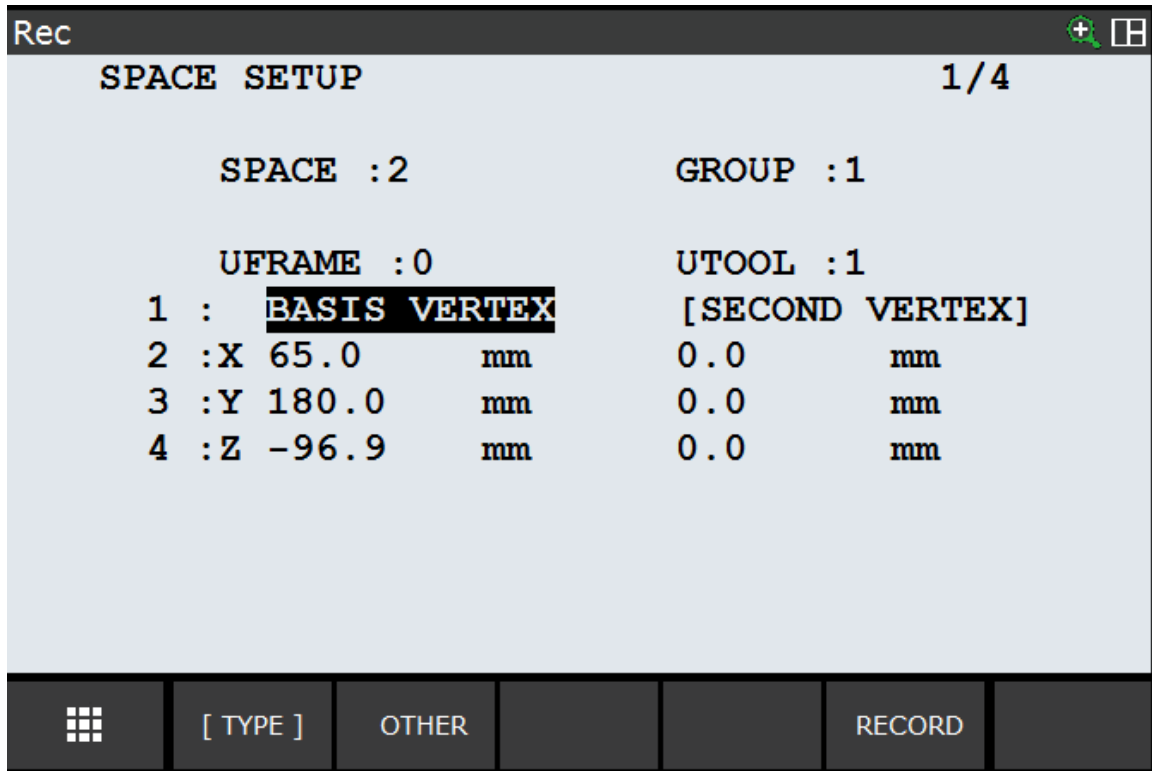 Rec
SPACE SETUP 1/4
SPACE :2 GROUP :1
UFRAME :0 UTOOL :1
1 : BASIS VERTEX [SECOND VERTEX]
2 :X 65.0 mm 0.0 mm
3 :Y 180.0 mm 0.0 mm
4 :Z -96.9 mm 0.0 mm
[ TYPE ] OTHER RECORD